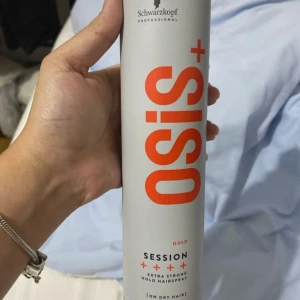 Schwarzkopf
PROFESSIONAL
OSiS+
HOLD
SESSION
++++
EXTRA STRONG
HOLD HAIRSPRAY
[ON DRY HAIR]